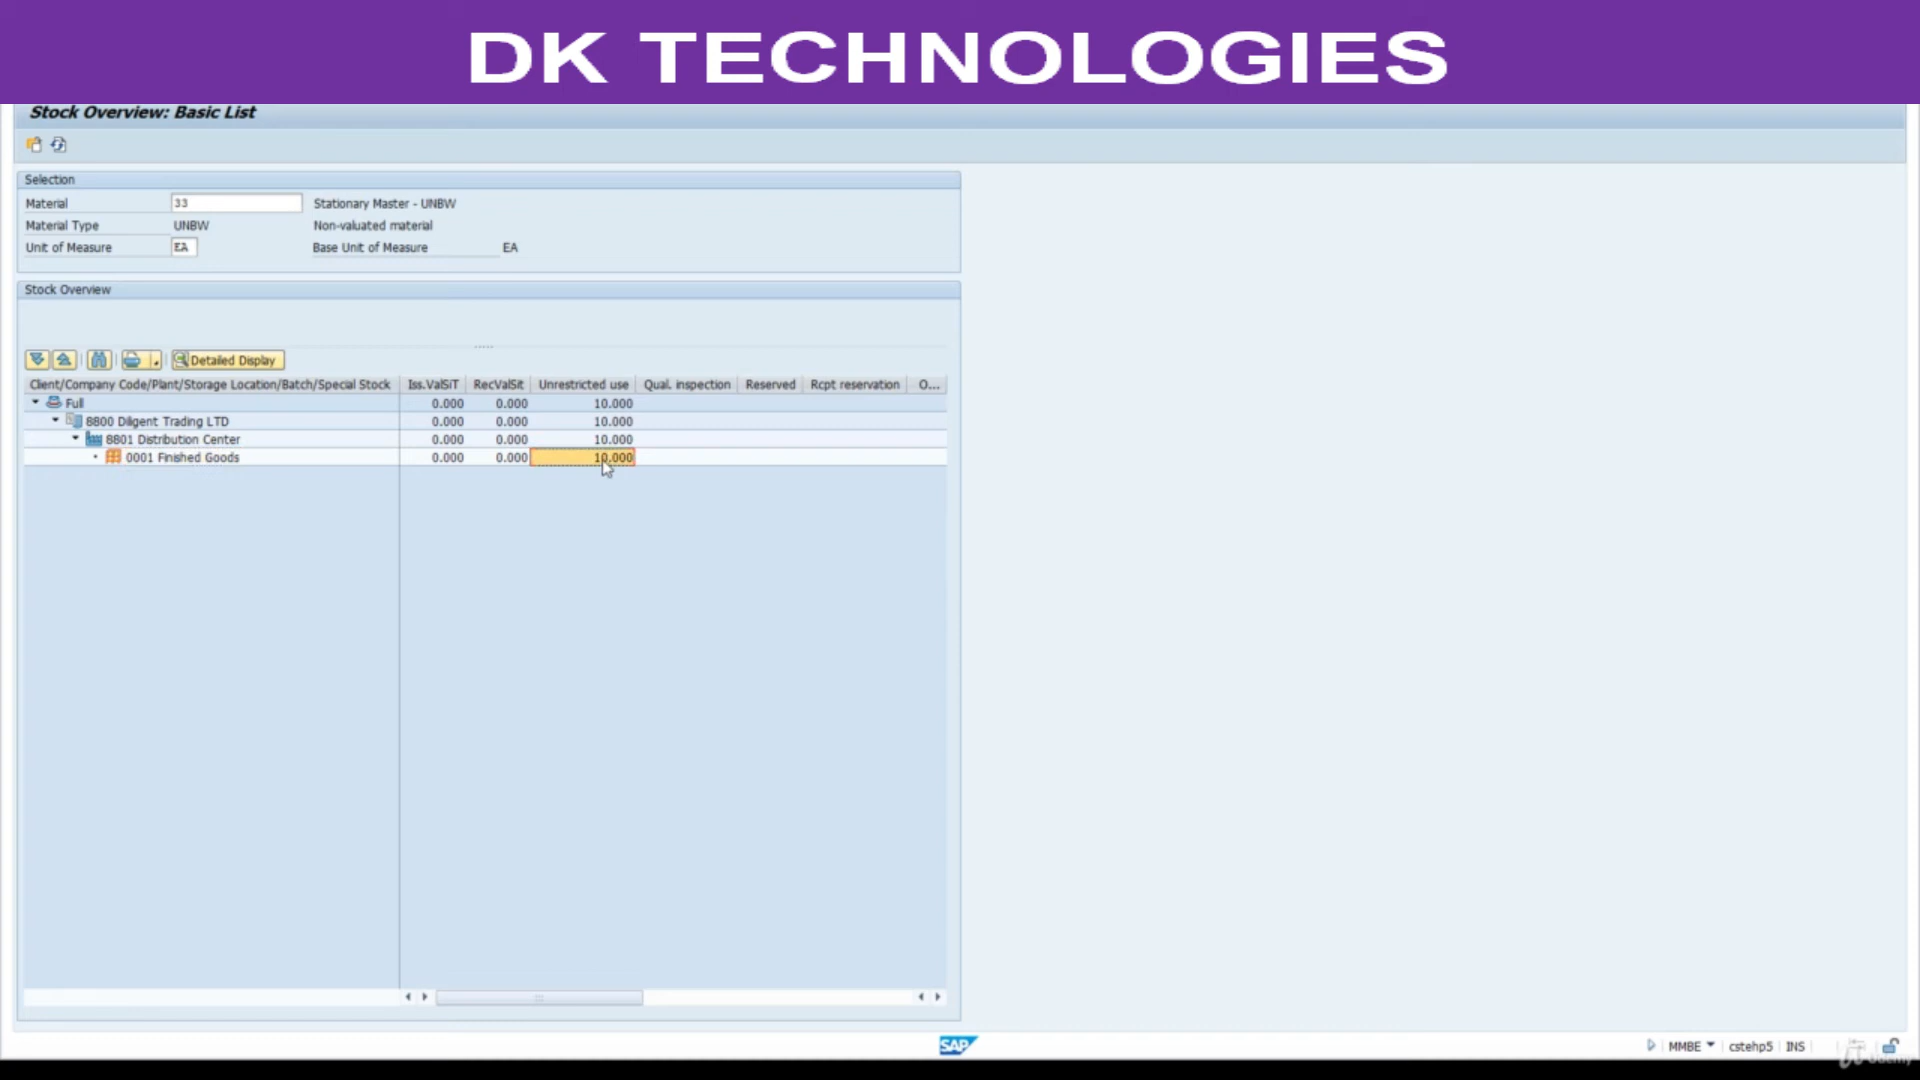 DK TECHNOLOGIES
Stock Overview: Basic List
Selection
Material 33 Stationary Master - UNBW
Material Type UNBW Non-valuated material
Unit of Measure EA Base Unit of Measure EA
Stock Overview
Detailed Display
Client/Company Code/Plant/Storage Location/Batch/Special Stock Iss.ValSiT RecValSit Unrestricted use Qual. inspection Reserved Rcpt reservation O...
Full 0.000 0.000 10.000
8800 Diligent Trading LTD 0.000 0.000 10.000
8801 Distribution Center 0.000 0.000 10.000
0001 Finished Goods 0.000 0.000 10.000
SAP MMBE cstehp5 INS
Udemy